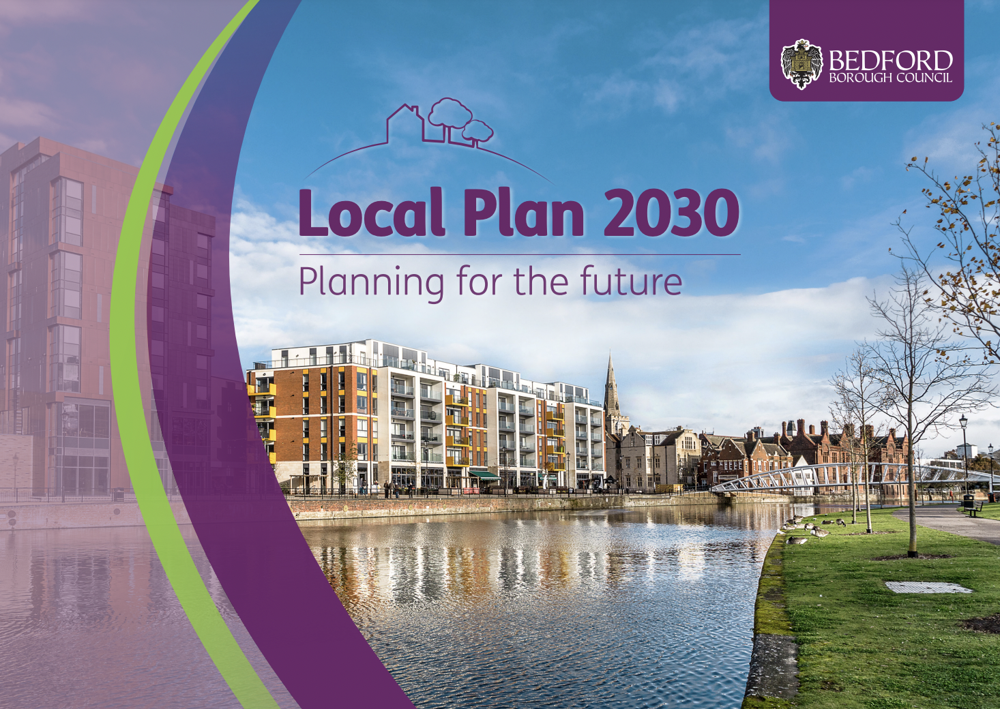 BEDFORD
BOROUGH COUNCIL
Local Plan 2030
Planning for the future